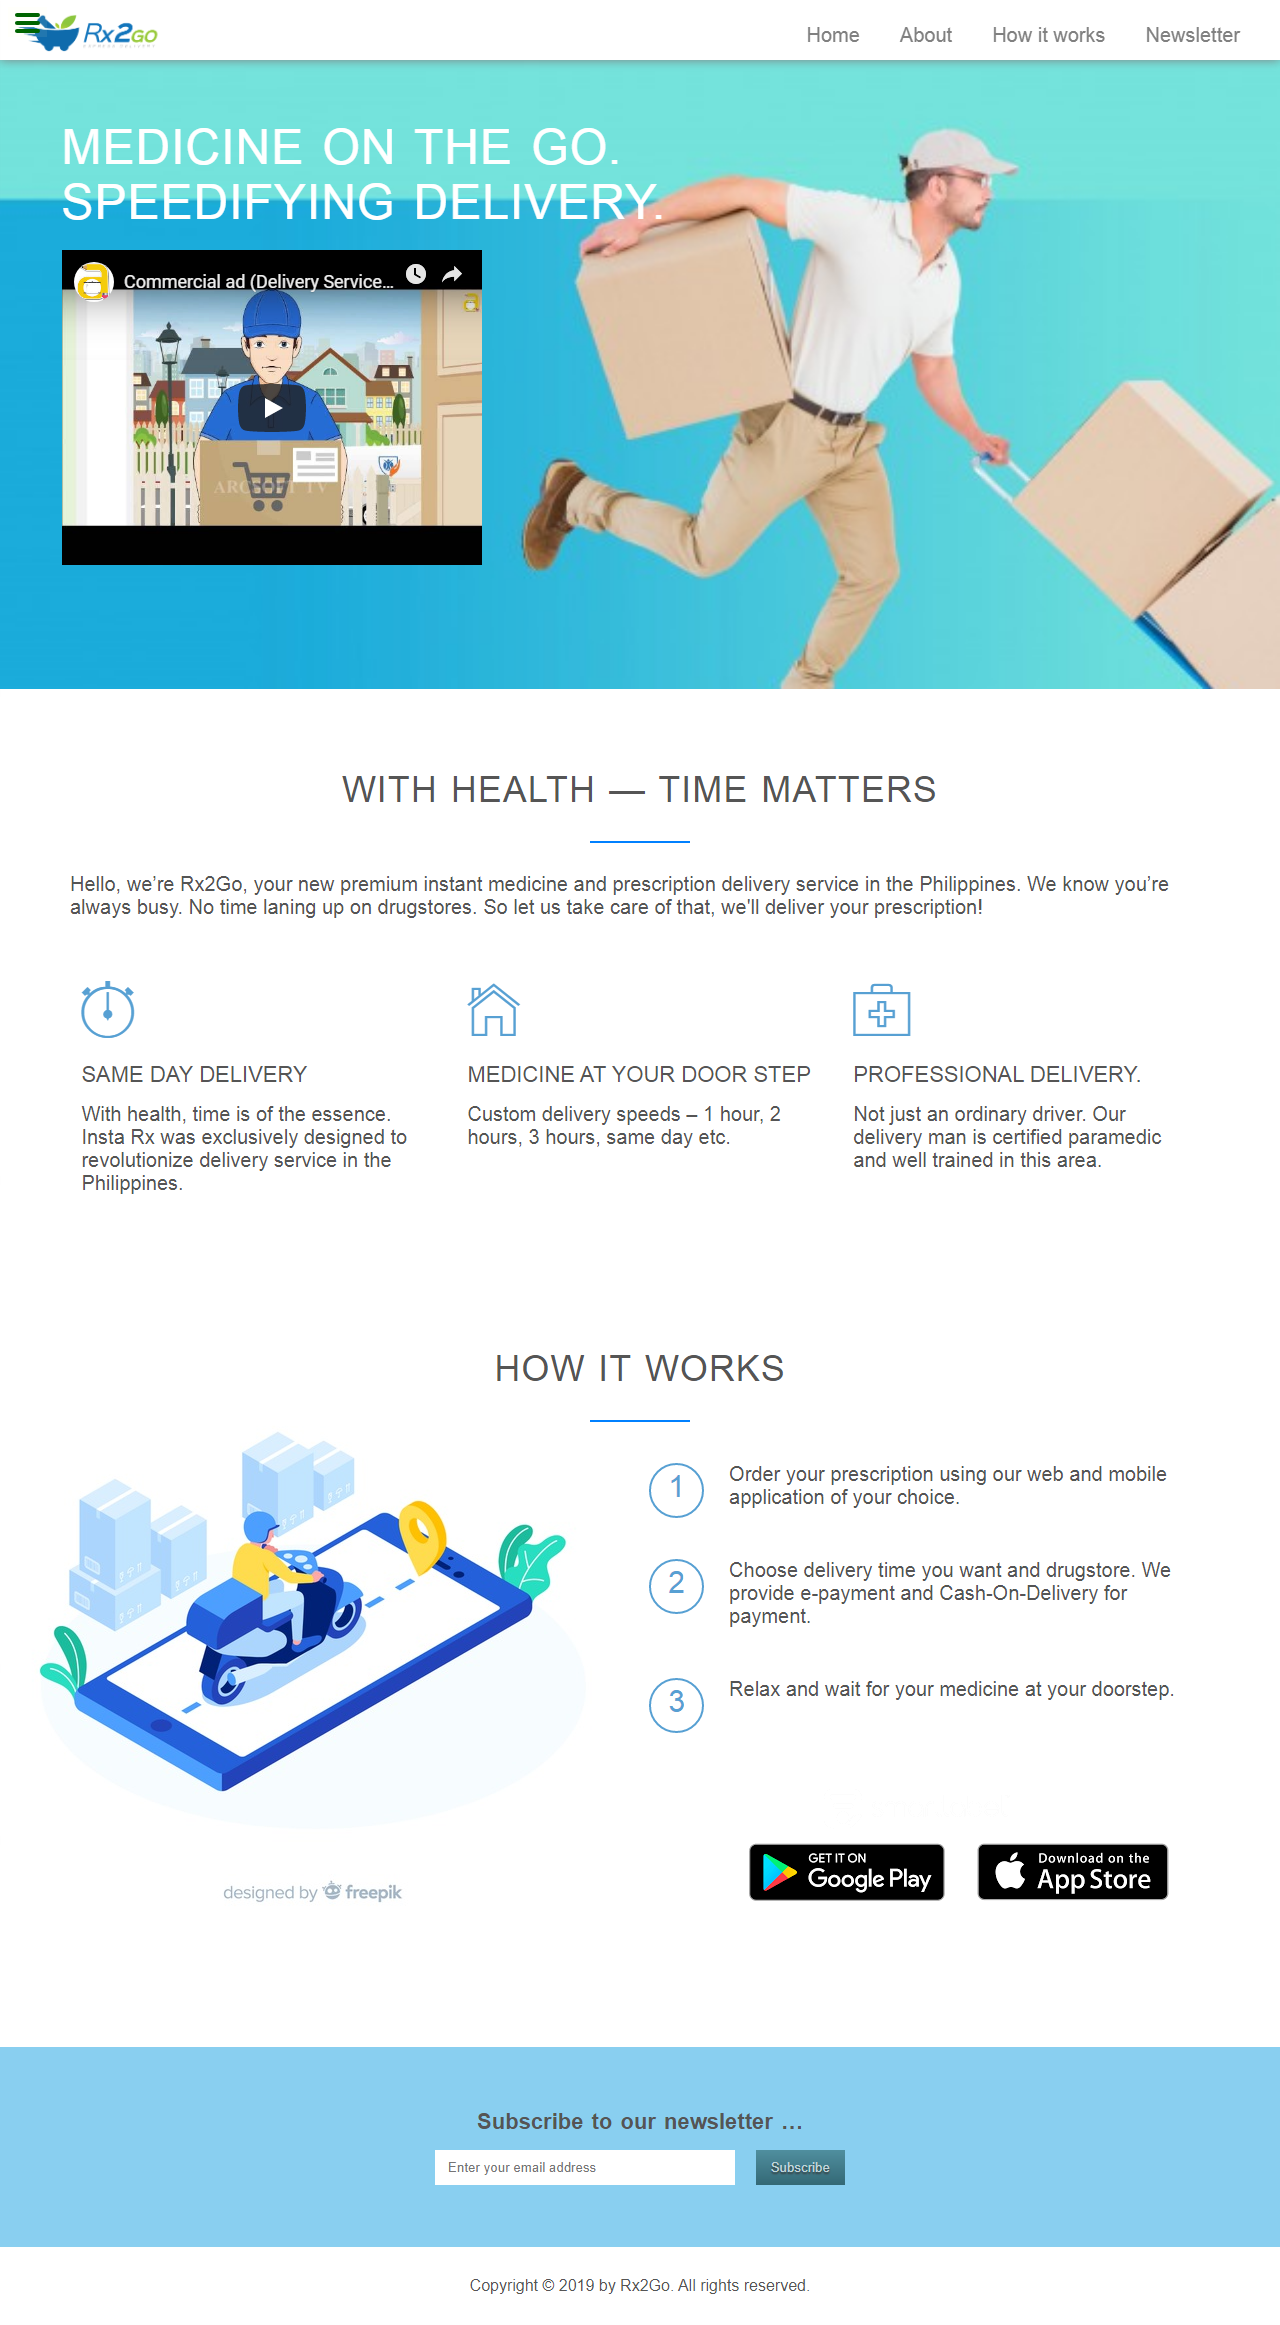 Rx2Go
Home About How it works Newsletter
MEDICINE ON THE GO.
SPEEDIFYING DELIVERY.
Commercial ad (Delivery Service...
ARCSOFT TV
WITH HEALTH — TIME MATTERS
Hello, we’re Rx2Go, your new premium instant medicine and prescription delivery service in the Philippines. We know you’re
always busy. No time laning up on drugstores. So let us take care of that, we'll deliver your prescription!
SAME DAY DELIVERY
With health, time is of the essence.
Insta Rx was exclusively designed to
revolutionize delivery service in the
Philippines.
MEDICINE AT YOUR DOOR STEP
Custom delivery speeds – 1 hour, 2
hours, 3 hours, same day etc.
PROFESSIONAL DELIVERY.
Not just an ordinary driver. Our
delivery man is certified paramedic
and well trained in this area.
HOW IT WORKS
1
Order your prescription using our web and mobile
application of your choice.
2
Choose delivery time you want and drugstore. We
provide e-payment and Cash-On-Delivery for
payment.
3
Relax and wait for your medicine at your doorstep.
designed by freepik
GET IT ON
Google Play
Download on the
App Store
Subscribe to our newsletter ...
Enter your email address
Subscribe
Copyright © 2019 by Rx2Go. All rights reserved.